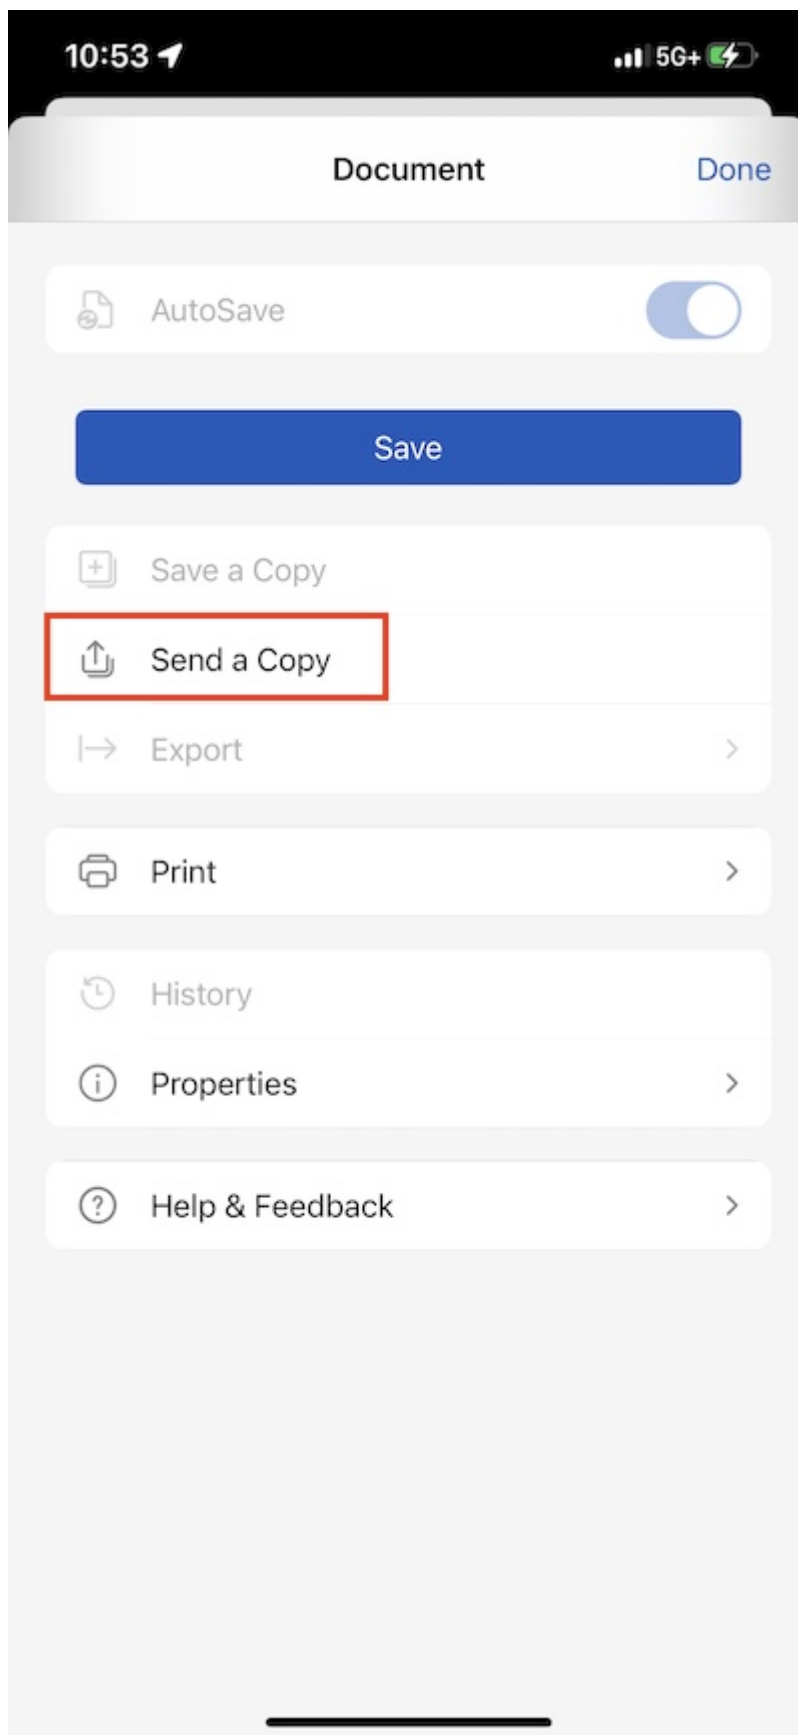 10:53
5G+
Document
Done
AutoSave
Save
Save a Copy
Send a Copy
Export
Print
History
Properties
Help & Feedback